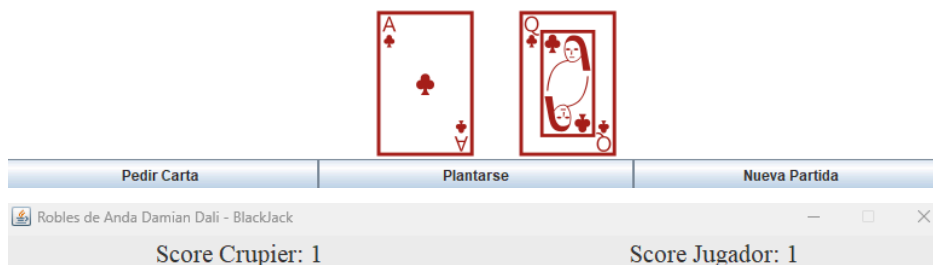 A Q
A Q
Pedir Carta Plantarse Nueva Partida
Robles de Anda Damian Dali - BlackJack
Score Crupier: 1 Score Jugador: 1